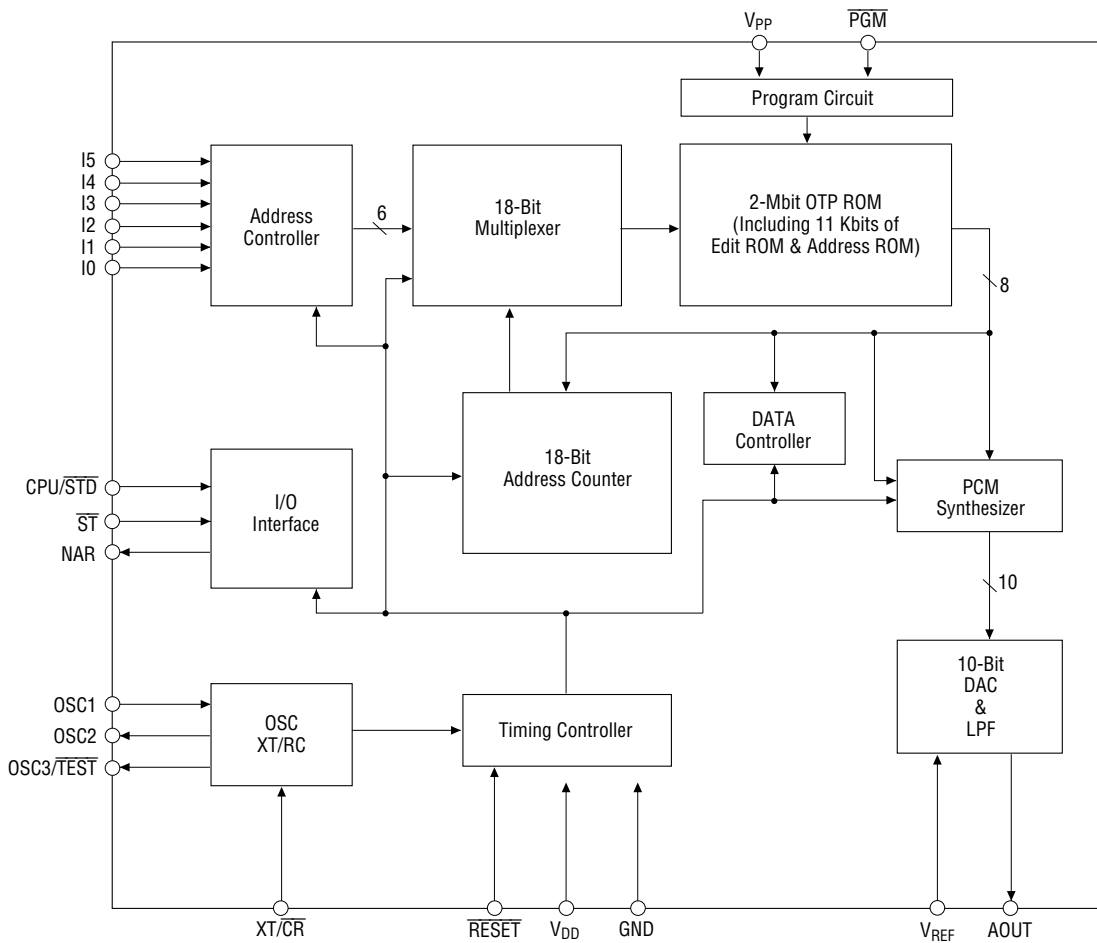 VPP
PGM
Program Circuit
I5
I4
I3
I2
I1
I0
Address
Controller
6
18-Bit
Multiplexer
2-Mbit OTP ROM
(Including 11 Kbits of
Edit ROM & Address ROM)
8
18-Bit
Address Counter
DATA
Controller
PCM
Synthesizer
CPU/STD
ST
NAR
I/O
Interface
10
OSC1
OSC2
OSC3/TEST
OSC
XT/RC
Timing Controller
10-Bit
DAC
&
LPF
XT/CR
RESET
VDD
GND
VREF
AOUT